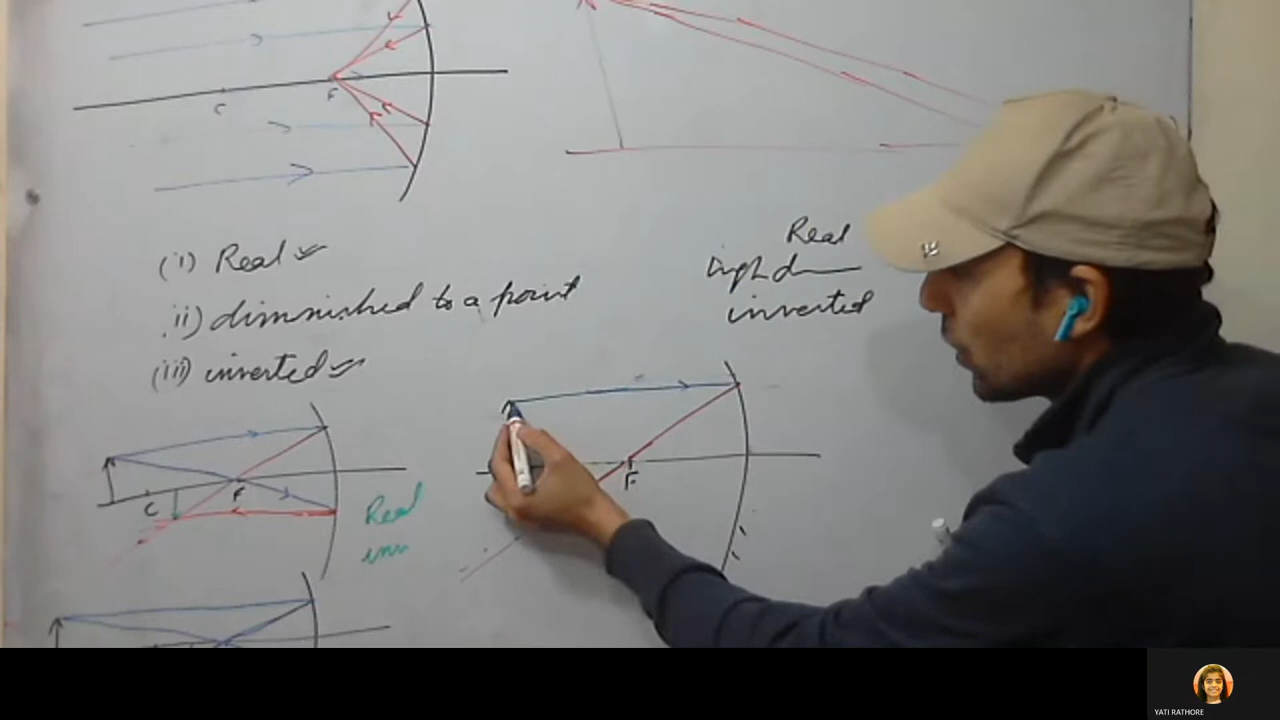 C
F
(i) Real
ii) diminished to a point
(iii) inverted
Real
inverted
C
F
Real
F
YATI RATHORE